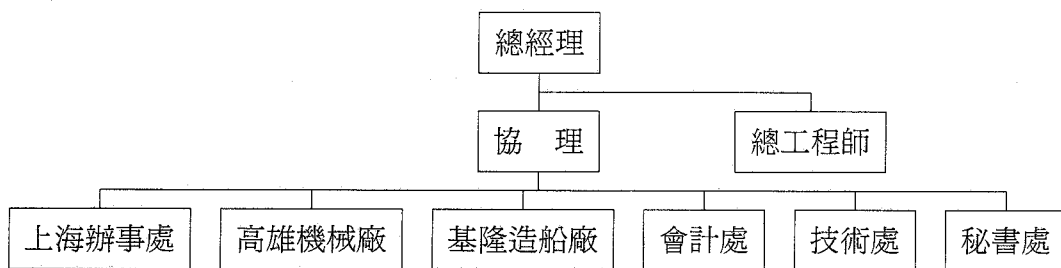 總經理
協 理
總工程師
上海辦事處
高雄機械廠
基隆造船廠
會計處
技術處
秘書處